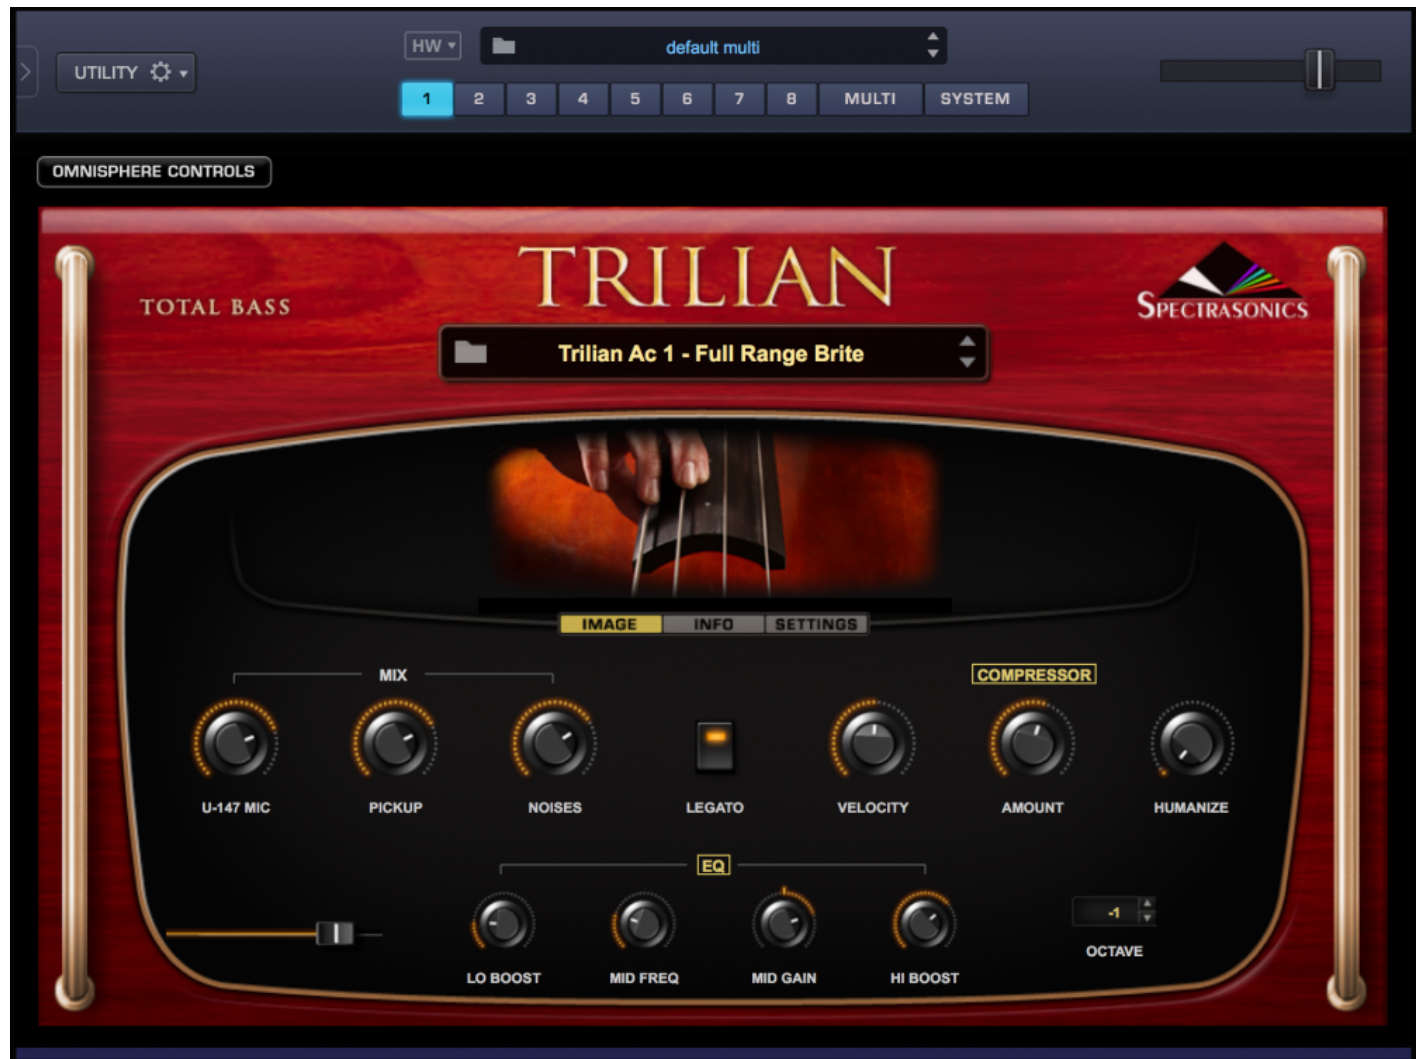 HW
default multi
UTILITY
1 2 3 4 5 6 7 8 MULTI SYSTEM
OMNISPHERE CONTROLS
TRILIAN
TOTAL BASS
SPECTRASONICS
Trilian Ac 1 - Full Range Brite
IMAGE INFO SETTINGS
MIX
COMPRESSOR
U-147 MIC PICKUP NOISES LEGATO VELOCITY AMOUNT HUMANIZE
EQ
-1
OCTAVE
LO BOOST MID FREQ MID GAIN HI BOOST